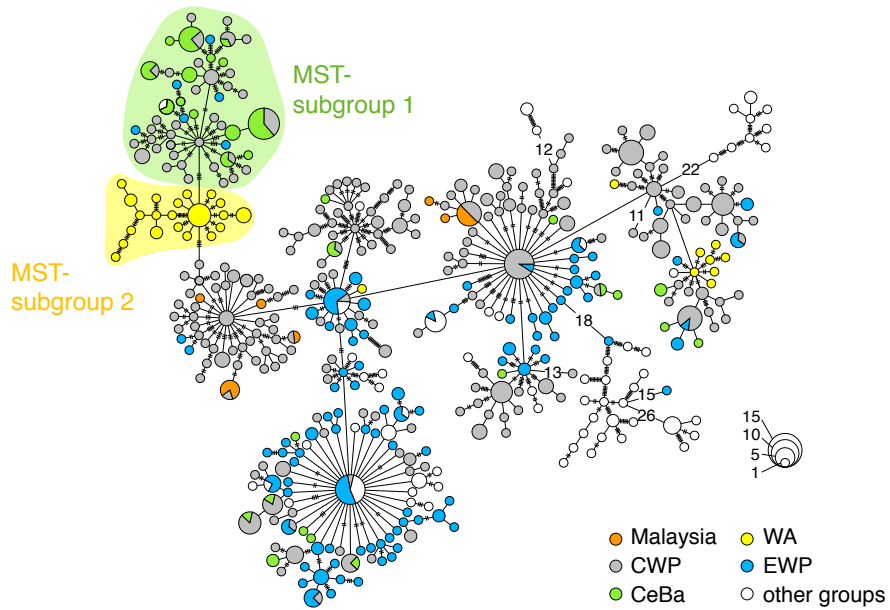 MST-
subgroup 1
MST-
subgroup 2
12
22
11
18
13
15
26
15
10
5
1
Malaysia
WA
CWP
EWP
CeBa
other groups